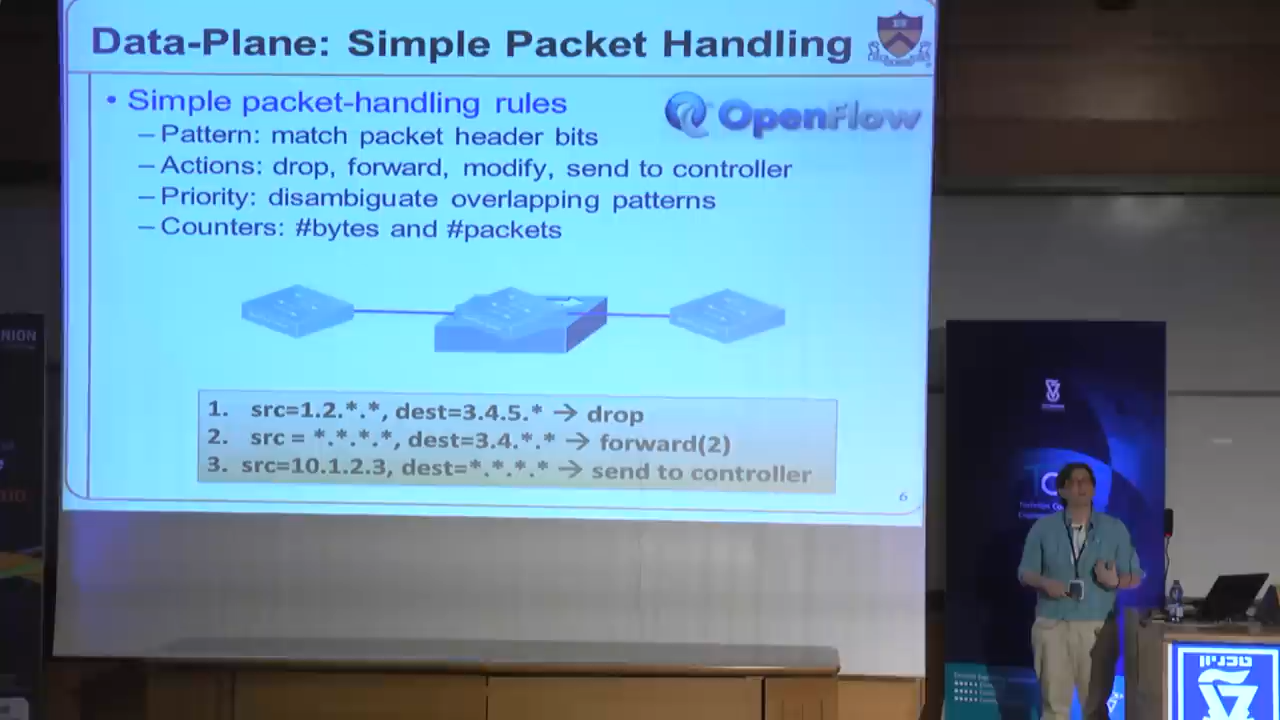 Data-Plane: Simple Packet Handling
• Simple packet-handling rules
OpenFlow
– Pattern: match packet header bits
– Actions: drop, forward, modify, send to controller
– Priority: disambiguate overlapping patterns
– Counters: #bytes and #packets
1. src=1.2.*.*, dest=3.4.5.* → drop
2. src = *.*.*.*, dest=3.4.*.* → forward(2)
3. src=10.1.2.3, dest=*.*.*.* → send to controller
6
NION
טכניון